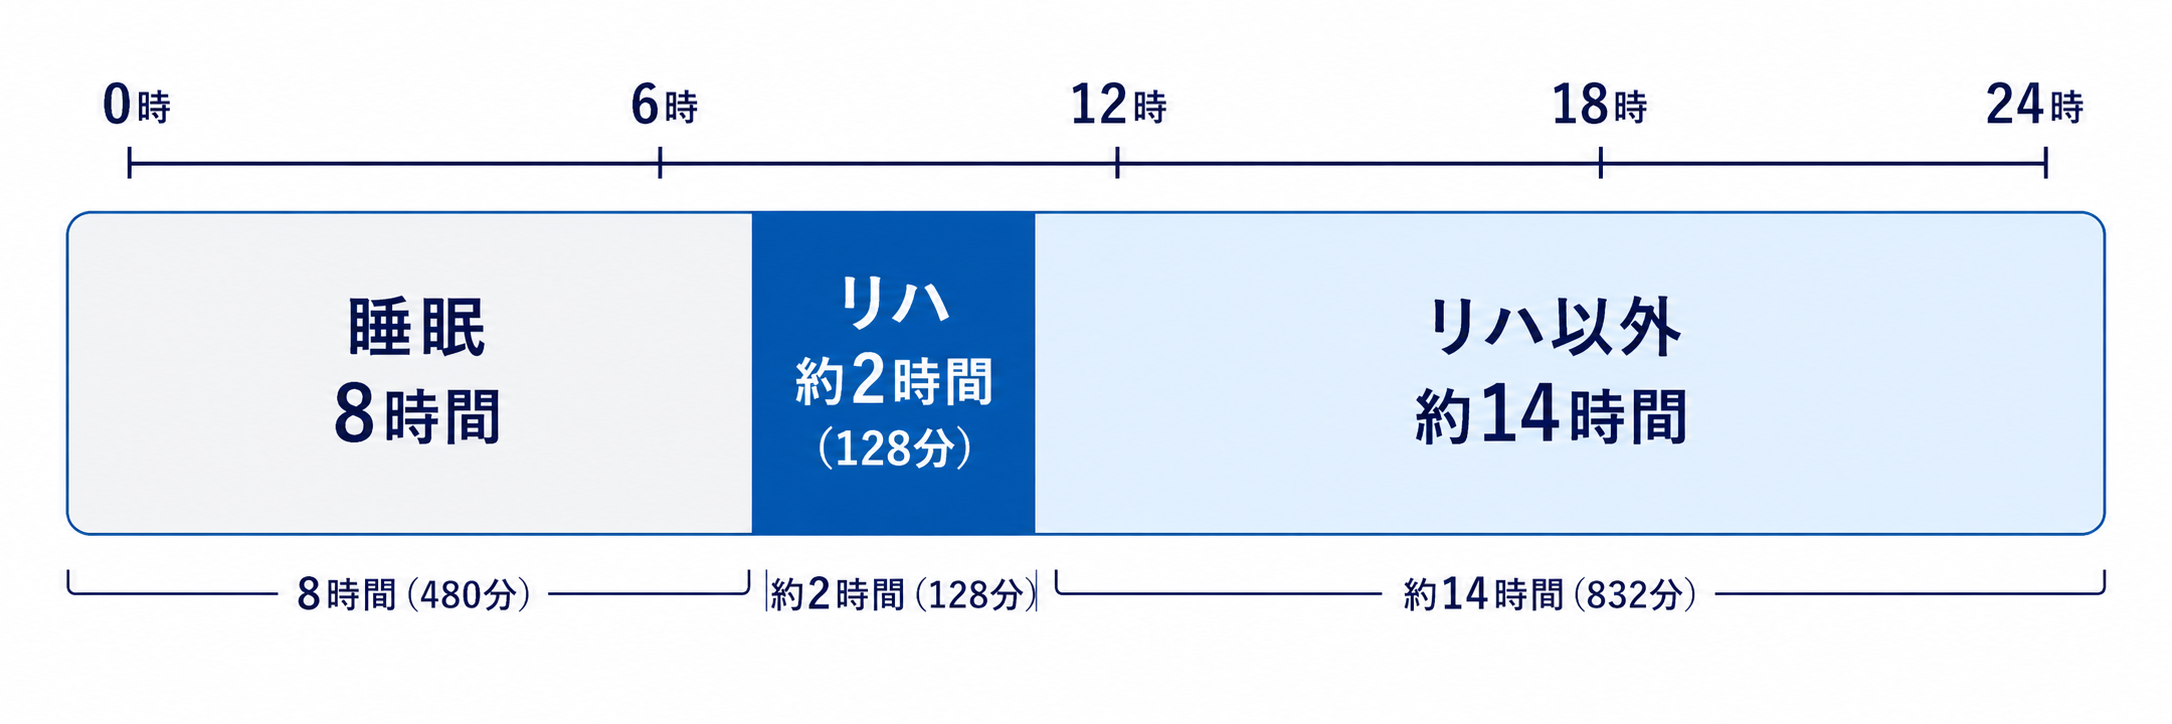 0時 6時 12時 18時 24時
睡眠
8時間
リハ
約2時間
（128分）
リハ以外
約14時間
8時間（480分） 約2時間（128分） 約14時間（832分）